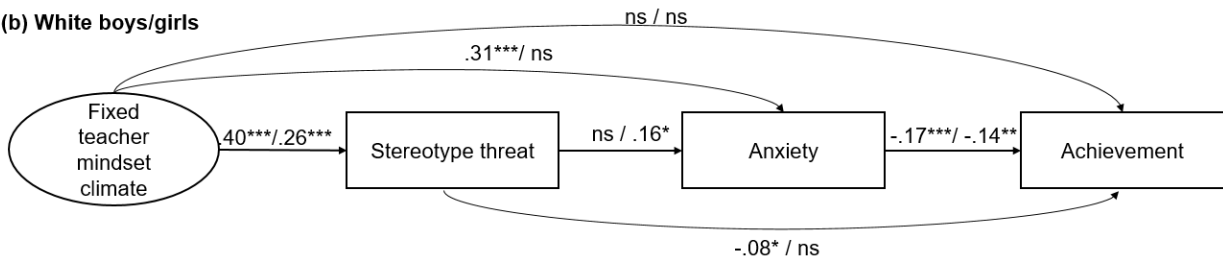 (b) White boys/girls
ns / ns
.31***/ ns
Fixed
teacher
mindset
climate
.40***/.26***
Stereotype threat
ns / .16*
Anxiety
-.17***/ -.14**
Achievement
-.08* / ns